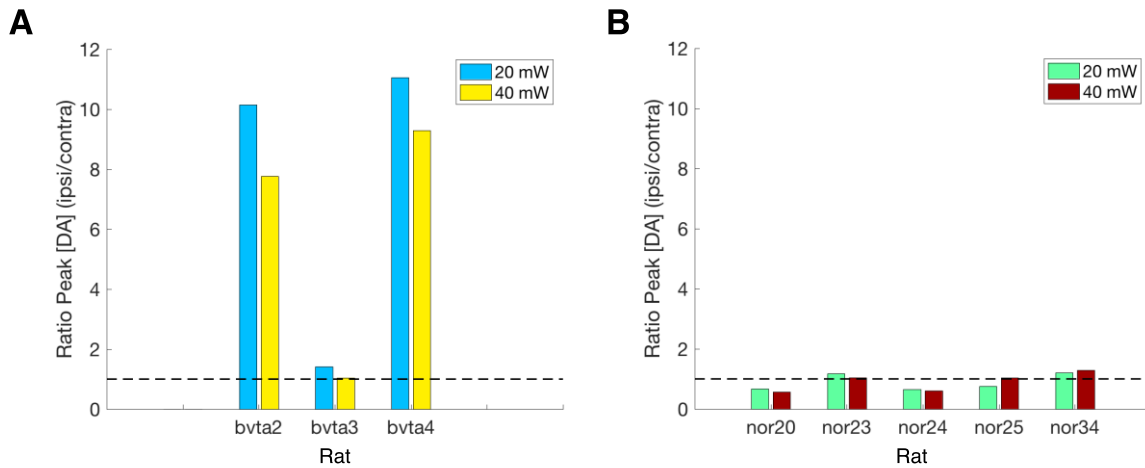 A
Ratio Peak [DA] (ipsi/contra)
12
10
8
6
4
2
0
20 mW
40 mW
bvta2 bvta3 bvta4
Rat
B
Ratio Peak [DA] (ipsi/contra)
12
10
8
6
4
2
0
20 mW
40 mW
nor20 nor23 nor24 nor25 nor34
Rat